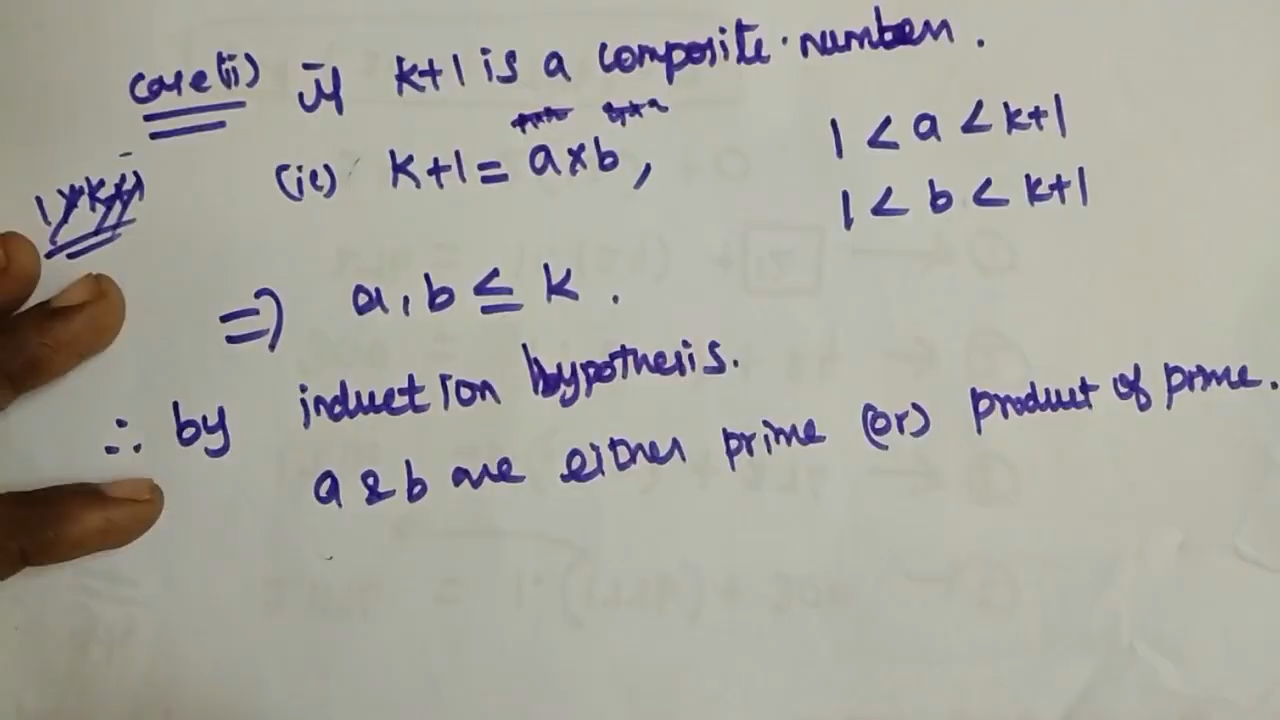 case(ii) If k+1 is a composite number.
(ie) k+1 = a×b, 1 < a < k+1
1 < b < k+1
⇒ a, b ≤ k.
∴ by induction hypothesis.
a & b are either prime (or) product of prime.